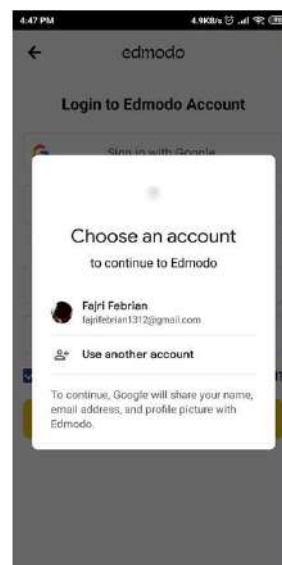 4:47 PM 4.9KB/s
edmodo
Login to Edmodo Account
Sign in with Google
Choose an account
to continue to Edmodo
Fajri Febrian
fajrifebrian1312@gmail.com
Use another account
To continue, Google will share your name,
email address, and profile picture with
Edmodo.